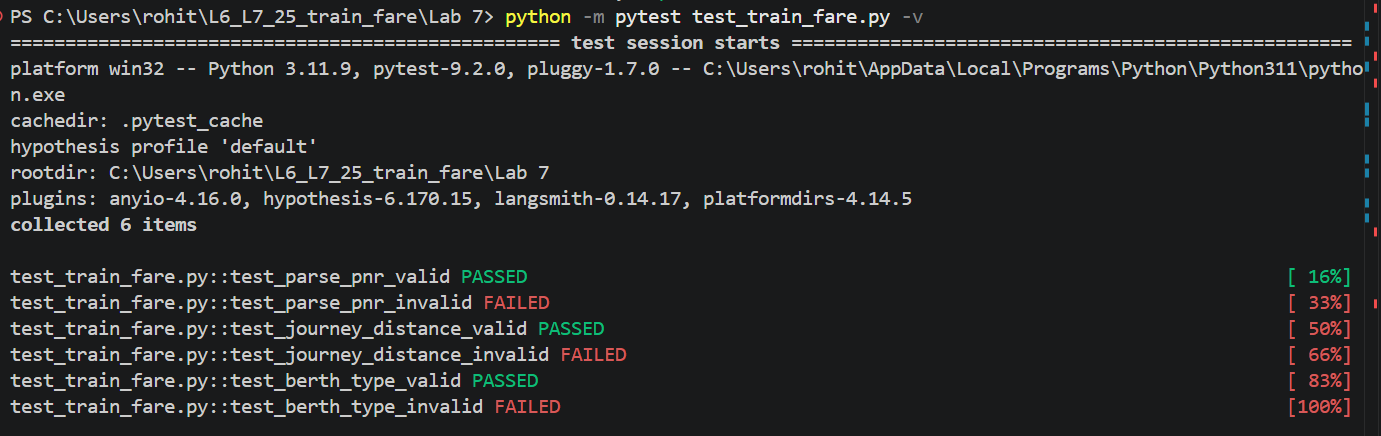 PS C:\Users\rohit\L6_L7_25_train_fare\Lab 7> python -m pytest test_train_fare.py -v
================================================== test session starts ===================================================
platform win32 -- Python 3.11.9, pytest-9.2.0, pluggy-1.7.0 -- C:\Users\rohit\AppData\Local\Programs\Python\Python311\pytho
n.exe
cachedir: .pytest_cache
hypothesis profile 'default'
rootdir: C:\Users\rohit\L6_L7_25_train_fare\Lab 7
plugins: anyio-4.16.0, hypothesis-6.170.15, langsmith-0.14.17, platformdirs-4.14.5
collected 6 items
test_train_fare.py::test_parse_pnr_valid PASSED [ 16%]
test_train_fare.py::test_parse_pnr_invalid FAILED [ 33%]
test_train_fare.py::test_journey_distance_valid PASSED [ 50%]
test_train_fare.py::test_journey_distance_invalid FAILED [ 66%]
test_train_fare.py::test_berth_type_valid PASSED [ 83%]
test_train_fare.py::test_berth_type_invalid FAILED [100%]